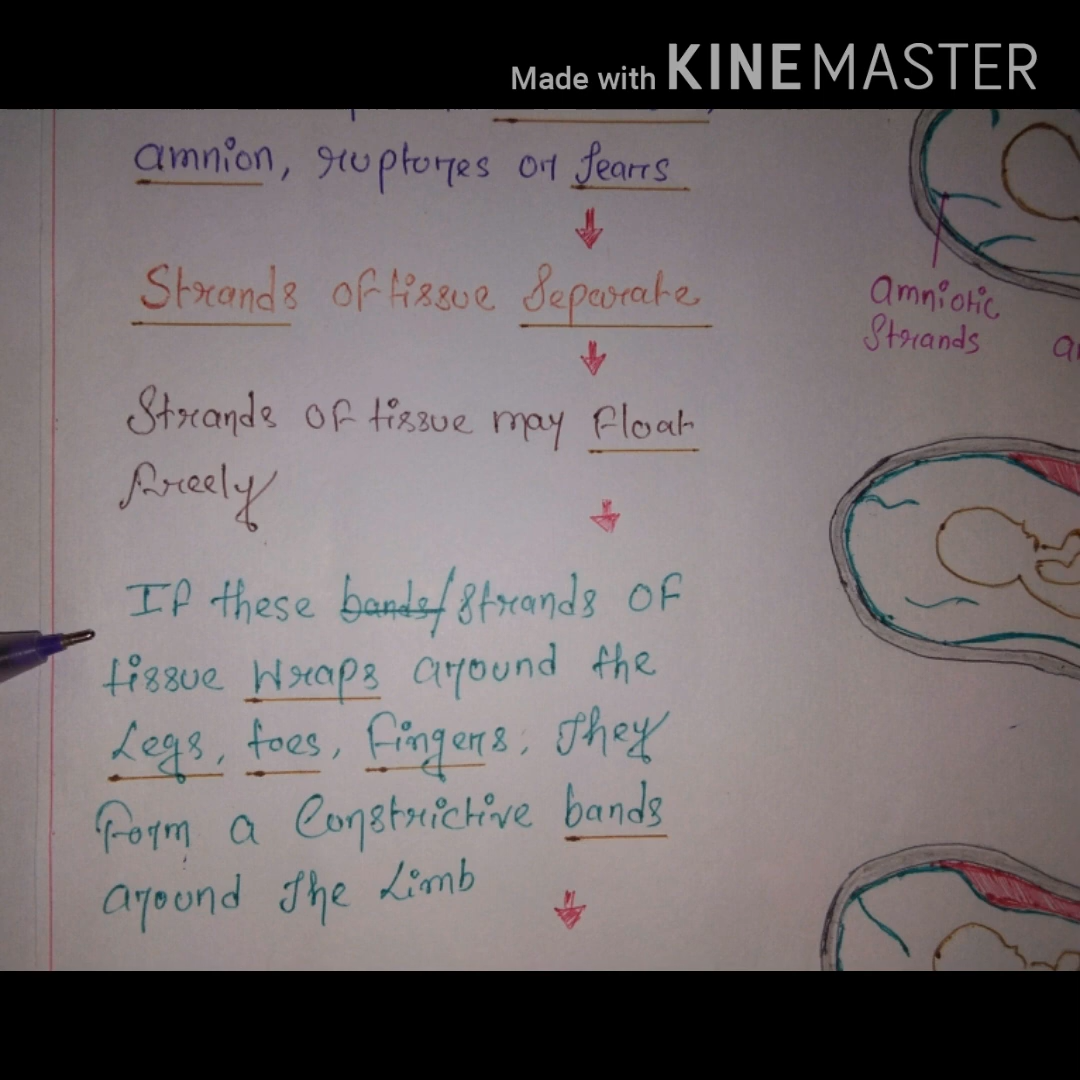 Made with KINEMASTER
amnion, ruptures or tears
Strands of tissue Separate
Strands of tissue may float
freely
If these bands/strands of
tissue Wraps around the
Legs, toes, fingers, They
form a Constrictive bands
around The Limb
amniotic
Strands